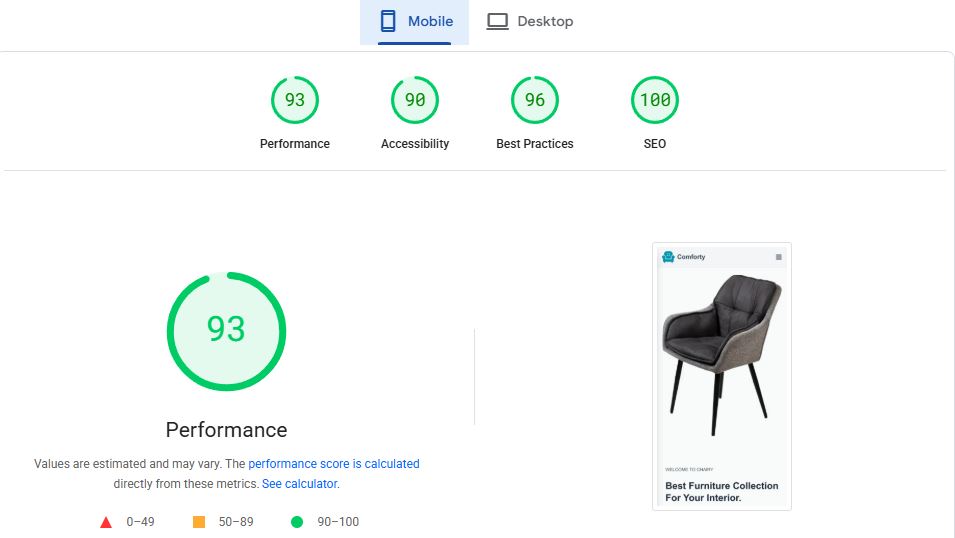 Mobile
Desktop
93
90
96
100
Performance
Accessibility
Best Practices
SEO
Comforty
93
Performance
Values are estimated and may vary. The performance score is calculated
directly from these metrics. See calculator.
0–49
50–89
90–100
WELCOME TO CHAIRY
Best Furniture Collection
For Your Interior.